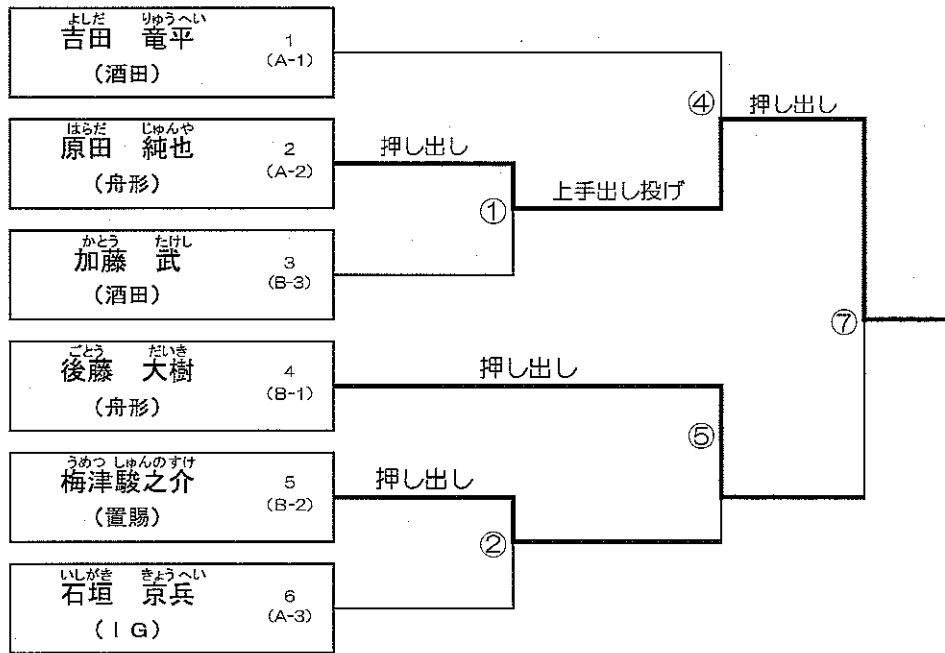 よしだ りゅうへい
吉田 竜平
1
(A-1)
(酒田)
④
押し出し
はらだ じゅんや
原田 純也
2
(A-2)
(舟形)
押し出し
①
上手出し投げ
かとう たけし
加藤 武
3
(B-3)
(酒田)
⑦
ごとう だいき
後藤 大樹
4
(B-1)
(舟形)
押し出し
⑤
うめつ しゅんのすけ
梅津駿之介
5
(B-2)
(置賜)
押し出し
②
いしがき きょうへい
石垣 京兵
6
(A-3)
(IG)